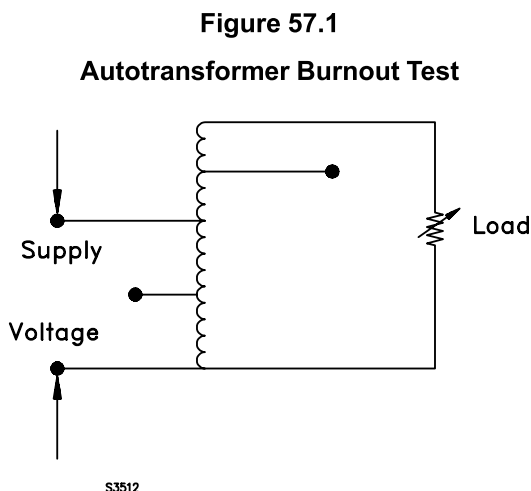 Figure 57.1
Autotransformer Burnout Test
Supply
Load
Voltage
S3512